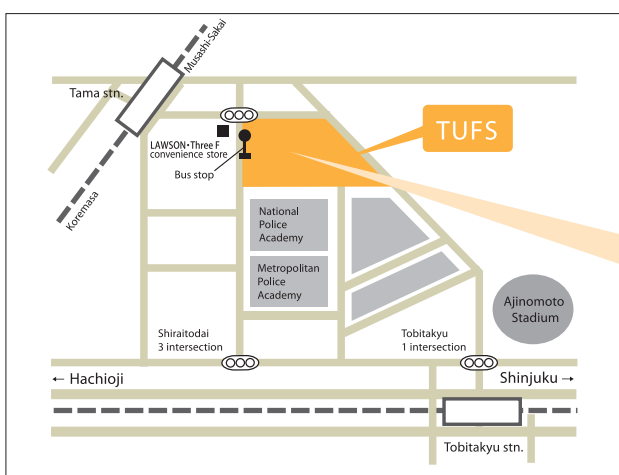 Musashi-Sakai
Tama stn.
TUFS
LAWSON•Three F
convenience store
Bus stop
Koremasa
National
Police
Academy
Metropolitan
Police
Academy
Ajinomoto
Stadium
Shiraitodai
3 intersection
Tobitakyu
1 intersection
← Hachioji
Shinjuku →
Tobitakyu stn.